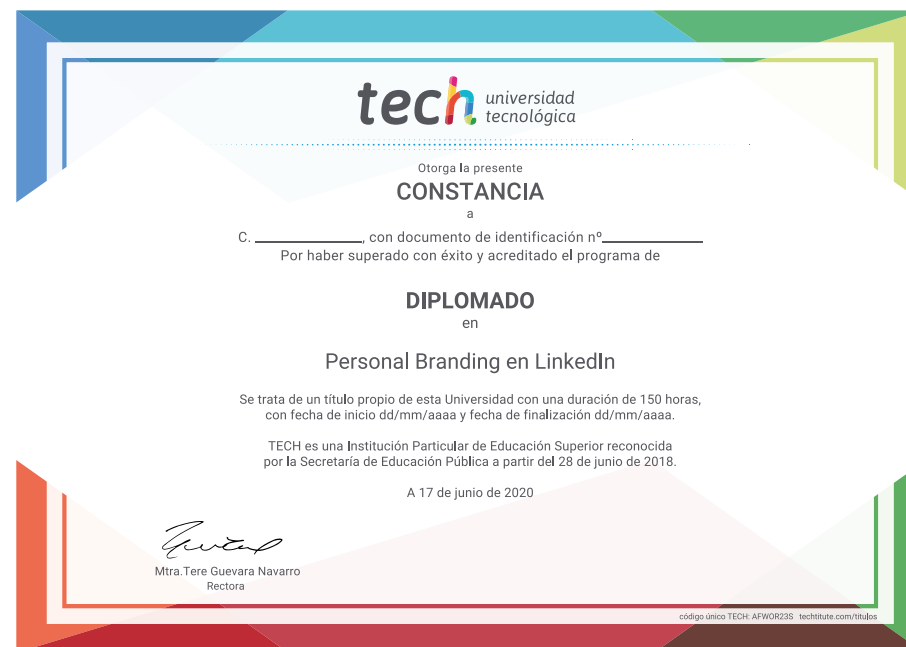 tech universidad
tecnológica
Otorga la presente
CONSTANCIA
a
C. ____________, con documento de identificación nº____________
Por haber superado con éxito y acreditado el programa de
DIPLOMADO
en
Personal Branding en LinkedIn
Se trata de un título propio de esta Universidad con una duración de 150 horas,
con fecha de inicio dd/mm/aaaa y fecha de finalización dd/mm/aaaa.
TECH es una Institución Particular de Educación Superior reconocida
por la Secretaría de Educación Pública a partir del 28 de junio de 2018.
A 17 de junio de 2020
Mtra.Tere Guevara Navarro
Rectora
código único TECH: AFWOR23S techtitute.com/titulos